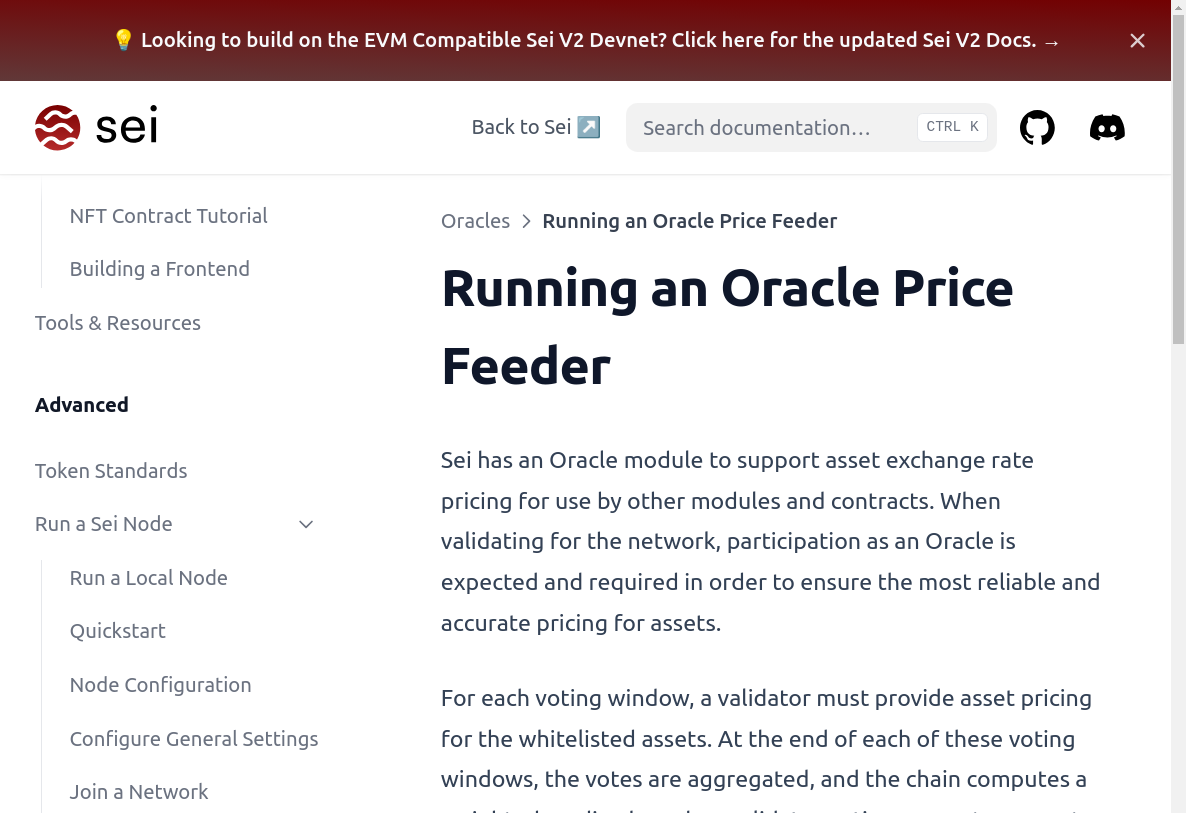 💡 Looking to build on the EVM Compatible Sei V2 Devnet? Click here for the updated Sei V2 Docs. →
sei
Back to Sei ↗
Search documentation…
CTRL K
NFT Contract Tutorial
Building a Frontend
Tools & Resources
Advanced
Token Standards
Run a Sei Node
Run a Local Node
Quickstart
Node Configuration
Configure General Settings
Join a Network
Oracles > Running an Oracle Price Feeder
Running an Oracle Price
Feeder
Sei has an Oracle module to support asset exchange rate
pricing for use by other modules and contracts. When
validating for the network, participation as an Oracle is
expected and required in order to ensure the most reliable and
accurate pricing for assets.
For each voting window, a validator must provide asset pricing
for the whitelisted assets. At the end of each of these voting
windows, the votes are aggregated, and the chain computes a